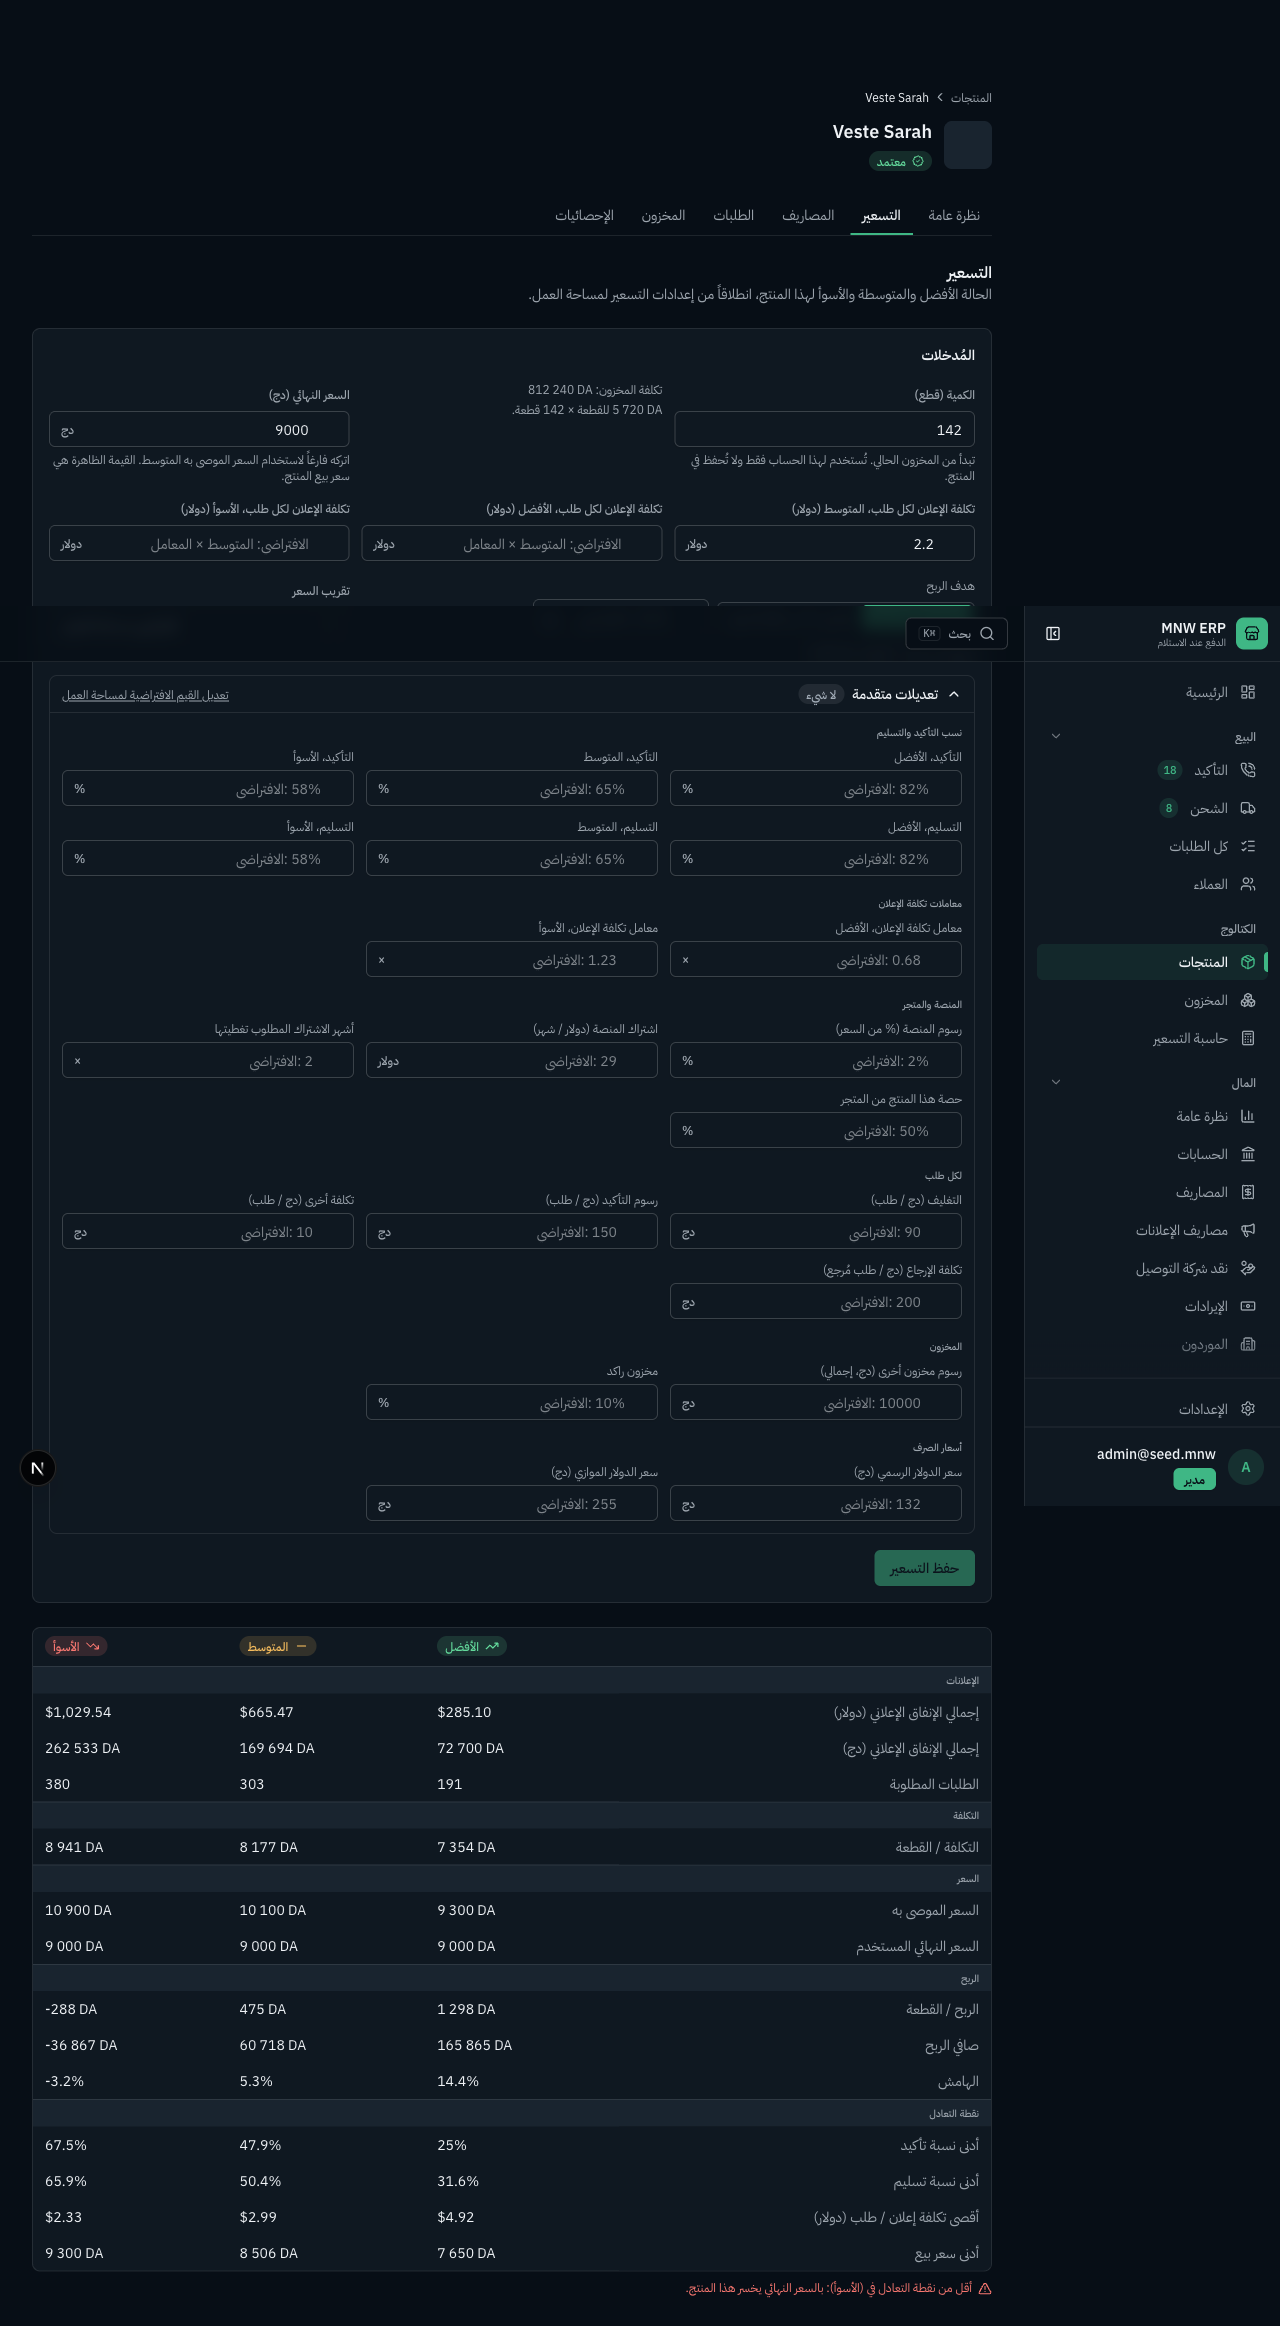 المنتجات > Veste Sarah
Veste Sarah
معتمد
نظرة عامة
التسعير
المصاريف
الطلبات
المخزون
الإحصائيات
التسعير
الحالة الأفضل والمتوسطة والأسوأ لهذا المنتج، انطلاقاً من إعدادات التسعير لمساحة العمل.
المُدخلات
الكمية (قطع)
142
تبدأ من المخزون الحالي. تُستخدم لهذا الحساب فقط ولا تُحفظ في
المنتج.
تكلفة المخزون: 812 240 DA
5 720 DA للقطعة × 142 قطعة.
السعر النهائي (دج)
9000 دج
اتركه فارغاً لاستخدام السعر الموصى به المتوسط. القيمة الظاهرة هي
سعر بيع المنتج.
تكلفة الإعلان لكل طلب، المتوسط (دولار)
2.2 دولار
تكلفة الإعلان لكل طلب، الأفضل (دولار)
الافتراضي: المتوسط × المعامل دولار
تكلفة الإعلان لكل طلب، الأسوأ (دولار)
الافتراضي: المتوسط × المعامل دولار
هدف الربح
تقريب السعر
MNW ERP
الدفع عند الاستلام
بحث ⌘K
تعديلات متقدمة لا شيء
تعديل القيم الافتراضية لمساحة العمل
نسب التأكيد والتسليم
التأكيد، الأفضل
82% :الافتراضي %
التأكيد، المتوسط
65% :الافتراضي %
التأكيد، الأسوأ
58% :الافتراضي %
التسليم، الأفضل
82% :الافتراضي %
التسليم، المتوسط
65% :الافتراضي %
التسليم، الأسوأ
58% :الافتراضي %
معاملات تكلفة الإعلان
معامل تكلفة الإعلان، الأفضل
0.68 :الافتراضي ×
معامل تكلفة الإعلان، الأسوأ
1.23 :الافتراضي ×
المنصة والمتجر
رسوم المنصة (% من السعر)
2% :الافتراضي %
اشتراك المنصة (دولار / شهر)
29 :الافتراضي دولار
أشهر الاشتراك المطلوب تغطيتها
2 :الافتراضي ×
حصة هذا المنتج من المتجر
50% :الافتراضي %
لكل طلب
التغليف (دج / طلب)
90 :الافتراضي دج
رسوم التأكيد (دج / طلب)
150 :الافتراضي دج
تكلفة أخرى (دج / طلب)
10 :الافتراضي دج
تكلفة الإرجاع (دج / طلب مُرجع)
200 :الافتراضي دج
المخزون
رسوم مخزون أخرى (دج، إجمالي)
10000 :الافتراضي دج
مخزون راكد
10% :الافتراضي %
أسعار الصرف
سعر الدولار الرسمي (دج)
132 :الافتراضي دج
سعر الدولار الموازي (دج)
255 :الافتراضي دج
حفظ التسعير
الرئيسية
البيع
التأكيد 18
الشحن 8
كل الطلبات
العملاء
الكتالوج
المنتجات
المخزون
حاسبة التسعير
المال
نظرة عامة
الحسابات
المصاريف
مصاريف الإعلانات
نقد شركة التوصيل
الإيرادات
الموردون
الإعدادات
A
admin@seed.mnw
مدير
N
الأفضل المتوسط الأسوأ
الإعلانات
إجمالي الإنفاق الإعلاني (دولار) $285.10 $665.47 $1,029.54
إجمالي الإنفاق الإعلاني (دج) 72 700 DA 169 694 DA 262 533 DA
الطلبات المطلوبة 191 303 380
التكلفة
التكلفة / القطعة 7 354 DA 8 177 DA 8 941 DA
السعر
السعر الموصى به 9 300 DA 10 100 DA 10 900 DA
السعر النهائي المستخدم 9 000 DA 9 000 DA 9 000 DA
الربح
الربح / القطعة 1 298 DA 475 DA -288 DA
صافي الربح 165 865 DA 60 718 DA -36 867 DA
الهامش 14.4% 5.3% -3.2%
نقطة التعادل
أدنى نسبة تأكيد 25% 47.9% 67.5%
أدنى نسبة تسليم 31.6% 50.4% 65.9%
أقصى تكلفة إعلان / طلب (دولار) $4.92 $2.99 $2.33
أدنى سعر بيع 7 650 DA 8 506 DA 9 300 DA
أقل من نقطة التعادل في (الأسوأ): بالسعر النهائي يخسر هذا المنتج.